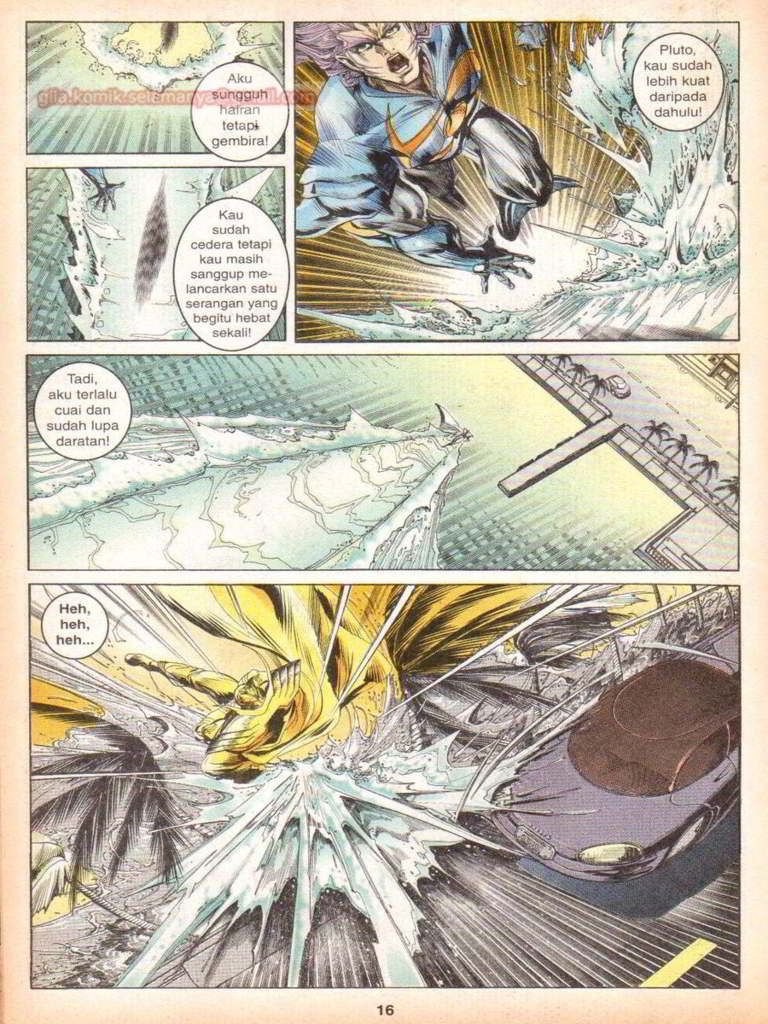 Aku
sungguh
hairan
tetapi
gembira!
Pluto,
kau sudah
lebih kuat
daripada
dahulu!
Kau
sudah
cedera tetapi
kau masih
sanggup me-
lancarkan satu
serangan yang
begitu hebat
sekali!
Tadi,
aku terlalu
cuai dan
sudah lupa
daratan!
Heh,
heh,
heh...
16